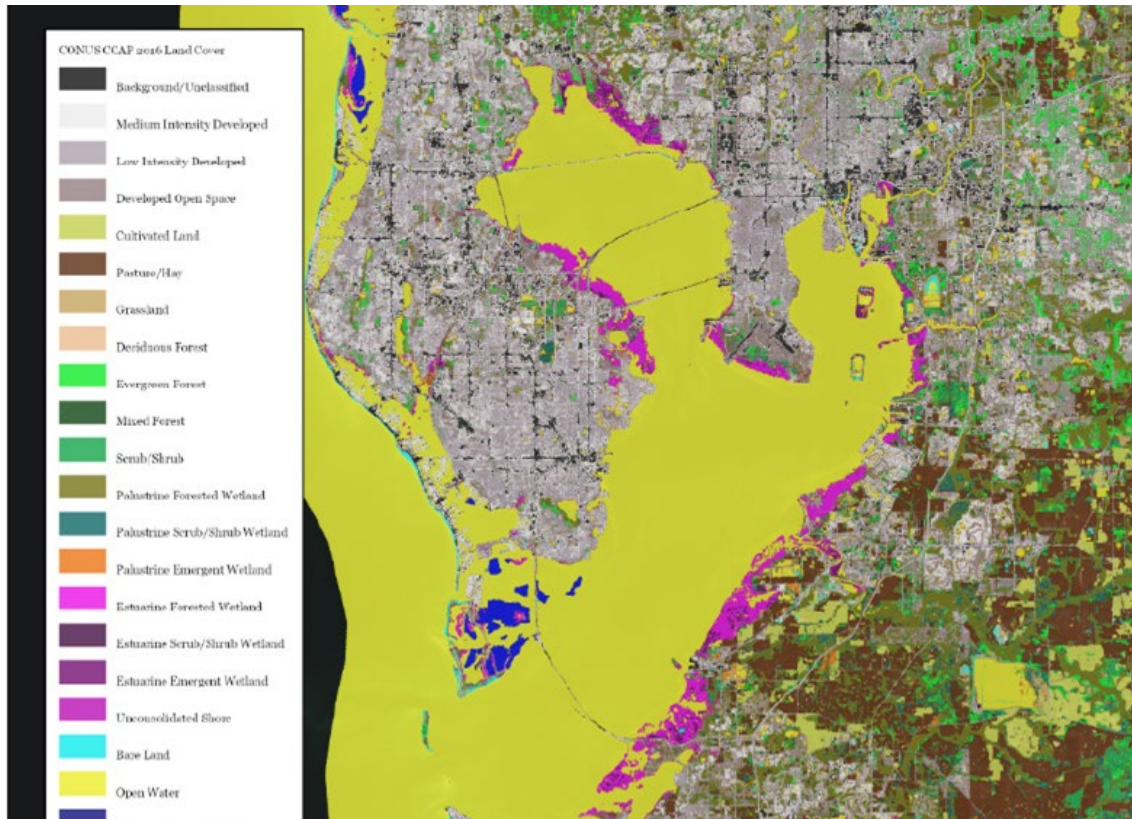 CONUS CCAP 2016 Land Cover
Background/Unclassified
Medium Intensity Developed
Low Intensity Developed
Developed Open Space
Cultivated Land
Pasture/Hay
Grassland
Deciduous Forest
Evergreen Forest
Mixed Forest
Scrub/Shrub
Palustrine Forested Wetland
Palustrine Scrub/Shrub Wetland
Palustrine Emergent Wetland
Estuarine Forested Wetland
Estuarine Scrub/Shrub Wetland
Estuarine Emergent Wetland
Unconsolidated Shore
Bare Land
Open Water